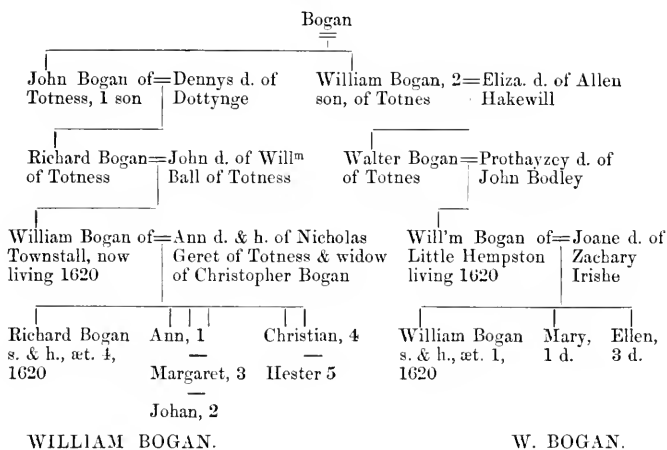 Bogan
John Bogan of = Dennys d. of
Totness, 1 son
Dottynge
William Bogan, 2 = Eliza. d. of Allen
son, of Totnes
Hakewill
Richard Bogan = John d. of Willm
of Totness
Ball of Totness
Walter Bogan = Prothayzey d. of
of Totnes
John Bodley
William Bogan of = Ann d. & h. of Nicholas
Townstall, now
Geret of Totness & widow
living 1620
of Christopher Bogan
Will'm Bogan of = Joane d. of
Little Hempston
Zachary
living 1620
Irishe
Richard Bogan
s. & h., æt. 4,
1620
Ann, 1
Margaret, 3
Johan, 2
Christian, 4
Hester 5
William Bogan
s. & h., æt. 1,
1620
Mary,
1 d.
Ellen,
3 d.
WILLIAM BOGAN.
W. BOGAN.